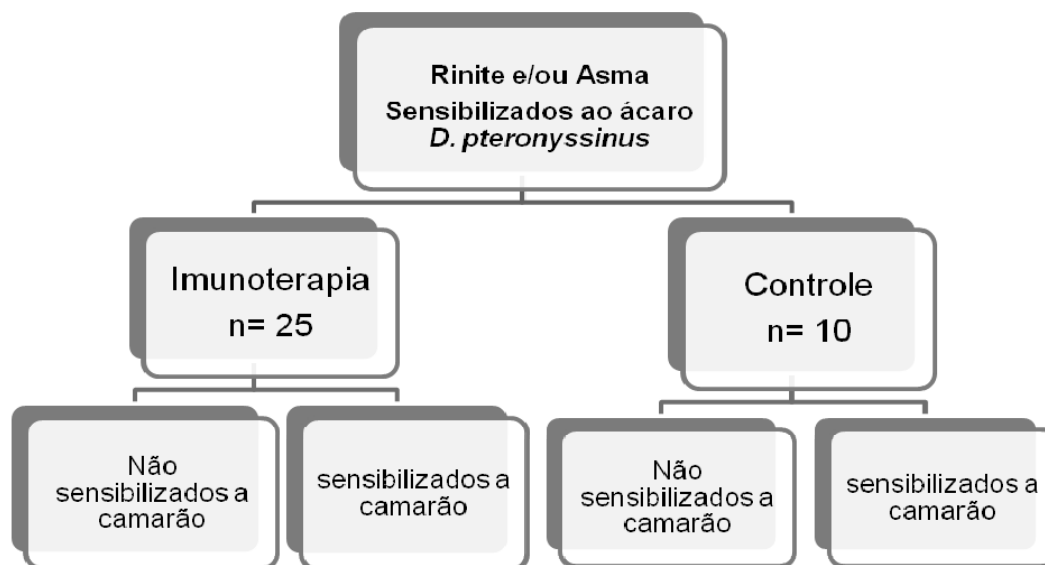 Rinite e/ou Asma
Sensibilizados ao ácaro
D. pteronyssinus
Imunoterapia
n= 25
Controle
n= 10
Não
sensibilizados a
camarão
sensibilizados a
camarão
Não
sensibilizados a
camarão
sensibilizados a
camarão